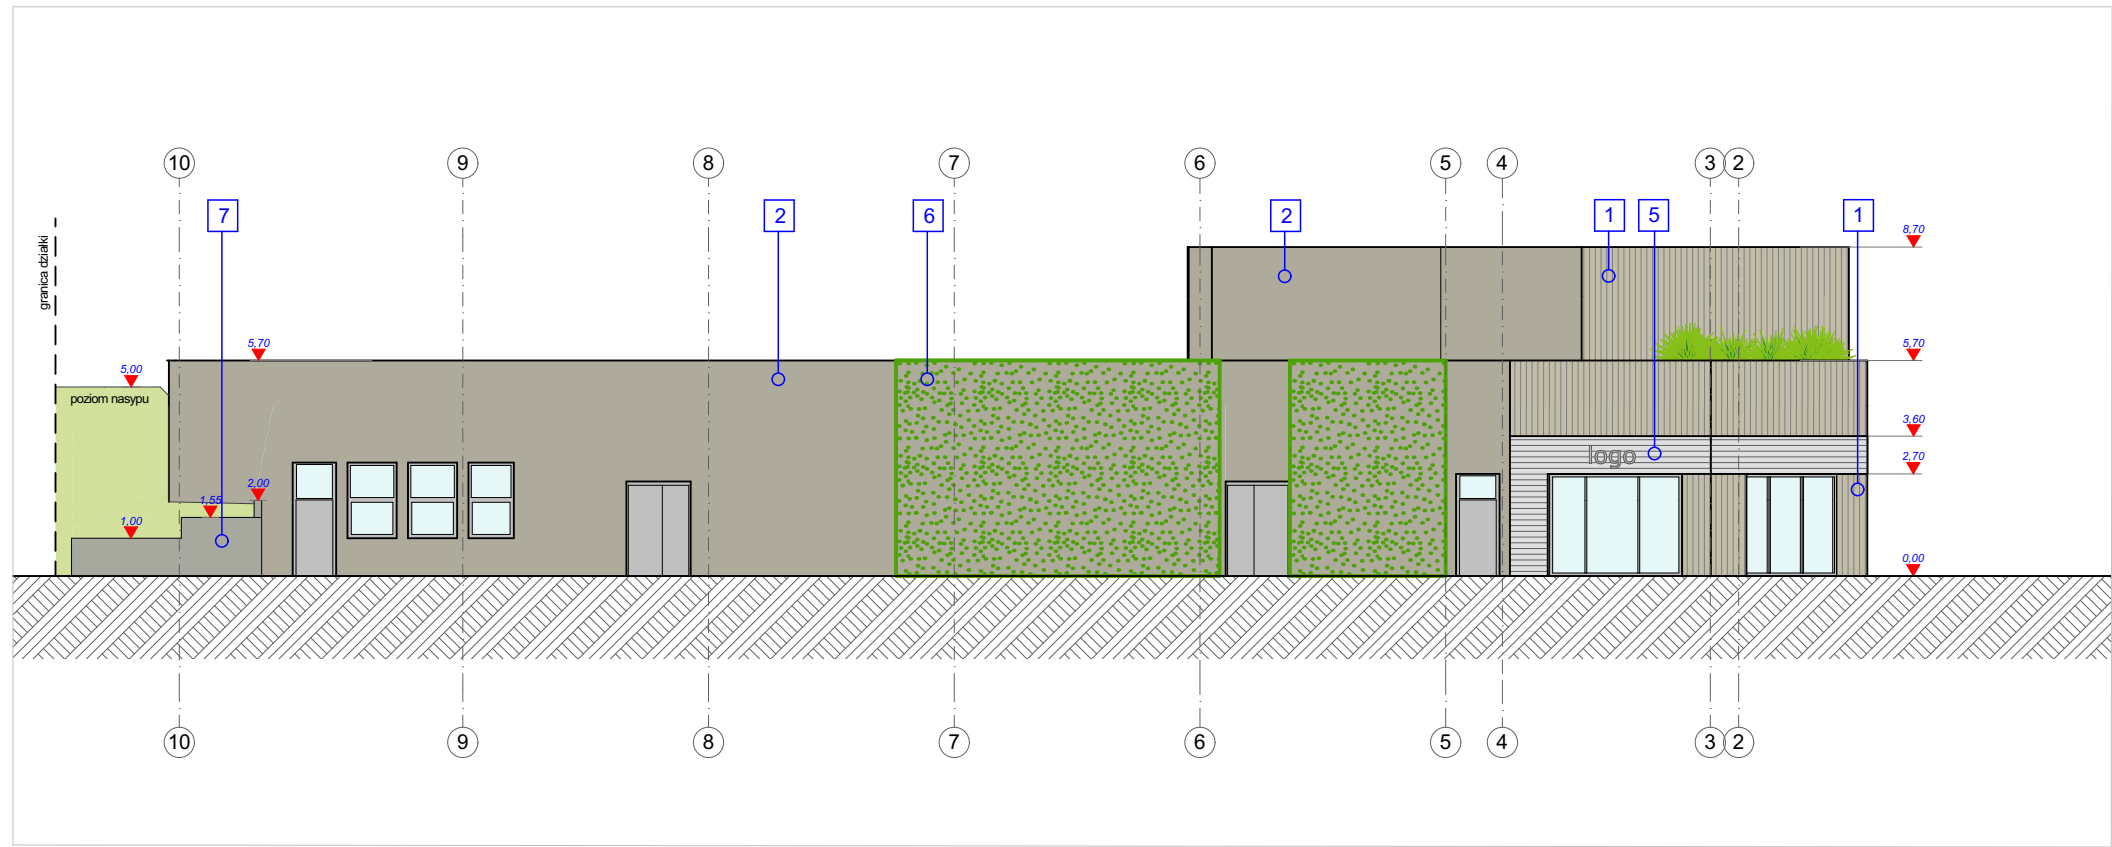 10 9 8 7 6 5 4 3 2
7 2 6 2 1 5 1
granica działki
8,70
5,70 5,70
5,00
poziom nasypu
3,60
logo
2,70
2,00
1,55
1,00
0,00
10 9 8 7 6 5 4 3 2